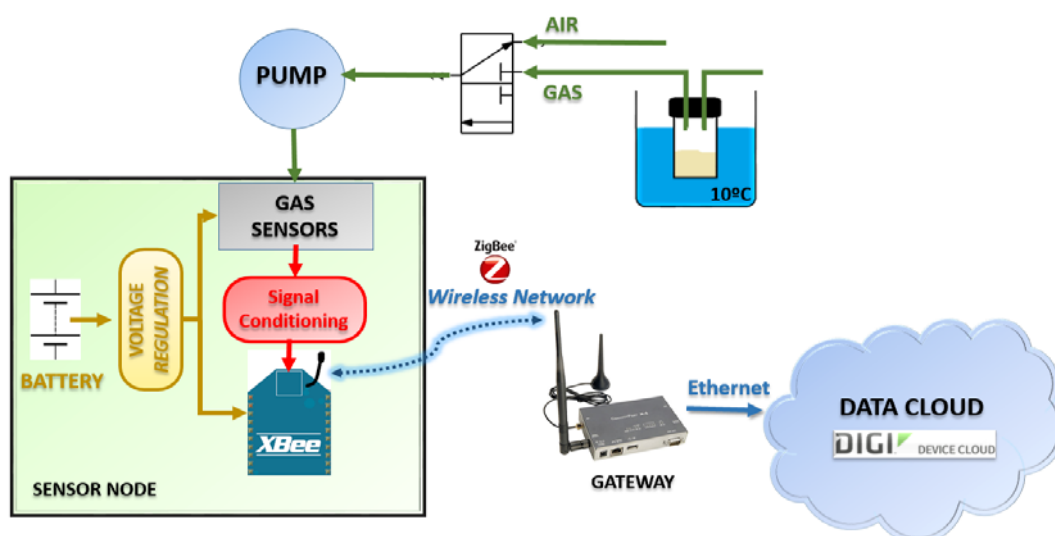 AIR
PUMP
GAS
10ºC
GAS
SENSORS
ZigBee®
Z
Wireless Network
Signal
Conditioning
VOLTAGE
REGULATION
BATTERY
XBee
SENSOR NODE
GATEWAY
Ethernet
DATA CLOUD
DIGI DEVICE CLOUD